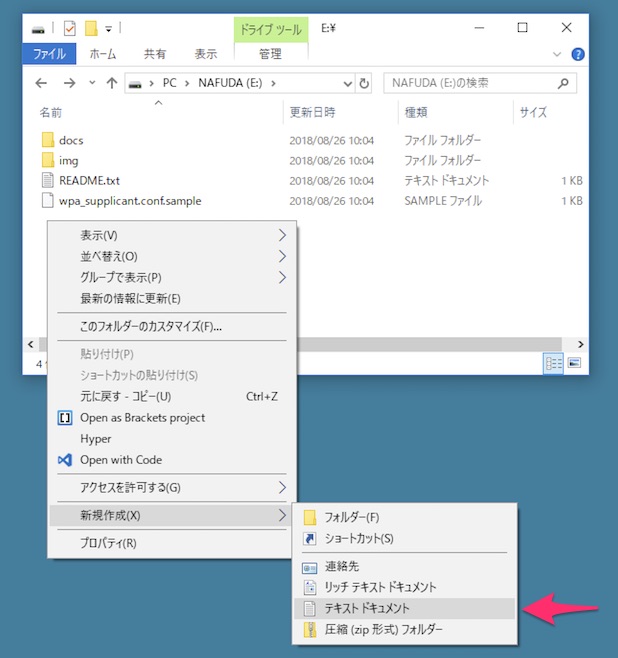 ドライブ ツール E:¥
ファイル ホーム 共有 表示 管理
PC NAFUDA (E:) NAFUDA (E:)の検索
名前 更新日時 種類 サイズ
docs 2018/08/26 10:04 ファイル フォルダー
img 2018/08/26 10:04 ファイル フォルダー
README.txt 2018/08/26 10:04 テキスト ドキュメント 1 KB
wpa_supplicant.conf.sample 2018/08/26 10:04 SAMPLE ファイル 1 KB
4
表示(V)
並べ替え(O)
グループで表示(P)
最新の情報に更新(E)
このフォルダーのカスタマイズ(F)...
貼り付け(P)
ショートカットの貼り付け(S)
元に戻す - コピー(U) Ctrl+Z
Open as Brackets project
Hyper
Open with Code
アクセスを許可する(G)
新規作成(X)
プロパティ(R)
フォルダー(F)
ショートカット(S)
連絡先
リッチ テキスト ドキュメント
テキスト ドキュメント
圧縮 (zip 形式) フォルダー